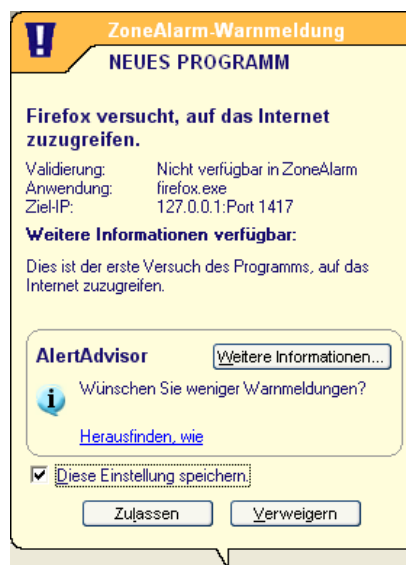 ZoneAlarm-Warnmeldung
NEUES PROGRAMM
Firefox versucht, auf das Internet
zuzugreifen.
Validierung: Nicht verfügbar in ZoneAlarm
Anwendung: firefox.exe
Ziel-IP: 127.0.0.1:Port 1417
Weitere Informationen verfügbar:
Dies ist der erste Versuch des Programms, auf das
Internet zuzugreifen.
AlertAdvisor Weitere Informationen...
Wünschen Sie weniger Warnmeldungen?
Herausfinden, wie
Diese Einstellung speichern.
Zulassen Verweigern